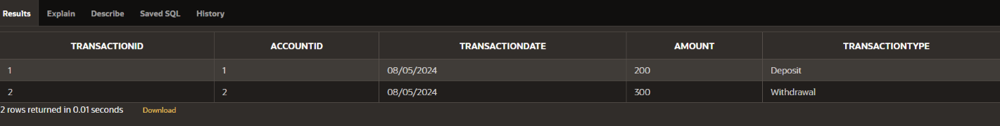 Results Explain Describe Saved SQL History
TRANSACTIONID ACCOUNTID TRANSACTIONDATE AMOUNT TRANSACTIONTYPE
1 1 08/05/2024 200 Deposit
2 2 08/05/2024 300 Withdrawal
2 rows returned in 0.01 seconds Download